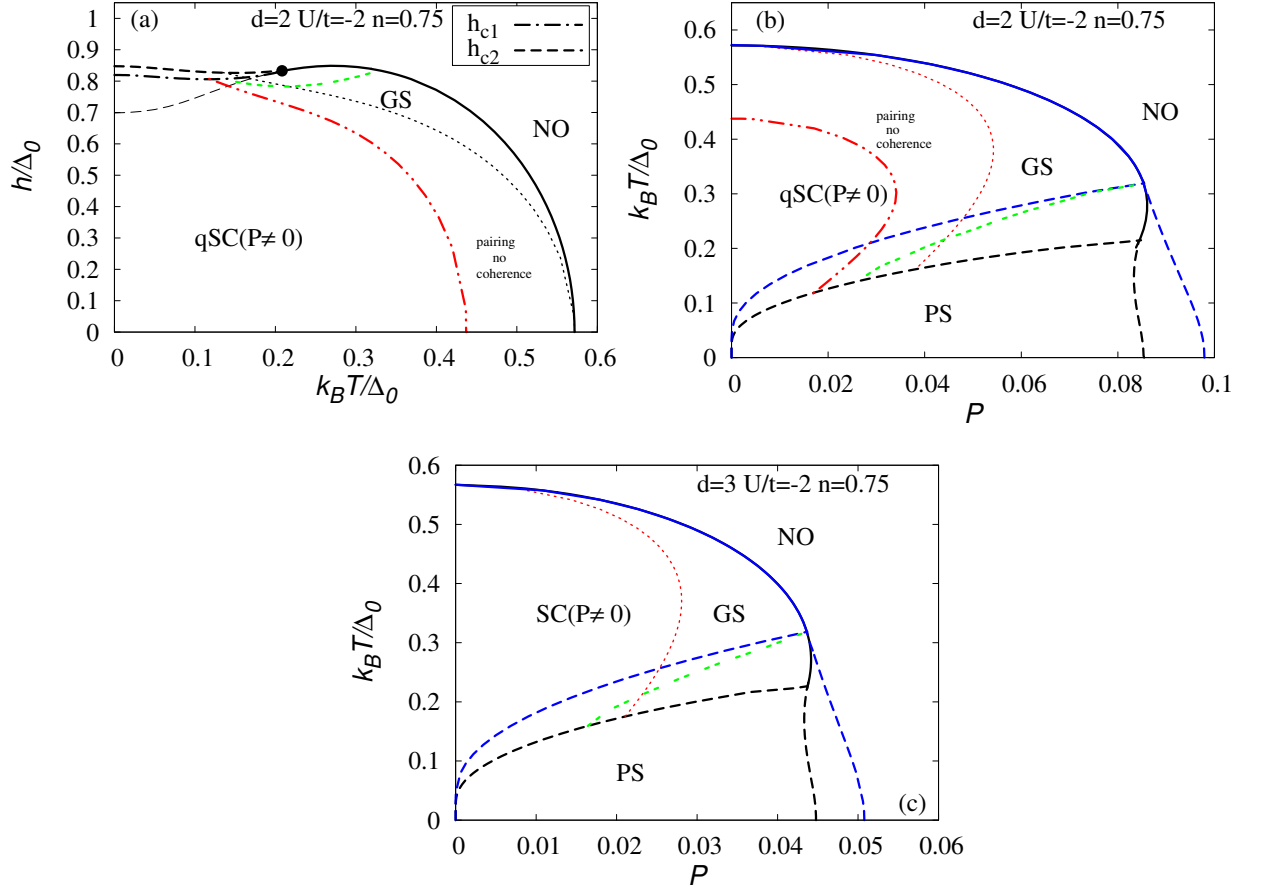 (a)
d=2 U/t=-2 n=0.75
h_c1
h_c2
h/Δ_0
1
0.9
0.8
0.7
0.6
0.5
0.4
0.3
0.2
0.1
0
GS
NO
qSC(P≠ 0)
pairing
no
coherence
0 0.1 0.2 0.3 0.4 0.5 0.6
k_BT/Δ_0
(b)
d=2 U/t=-2 n=0.75
k_BT/Δ_0
0.6
0.5
0.4
0.3
0.2
0.1
0
NO
pairing
no
coherence
GS
qSC(P≠ 0)
PS
0 0.02 0.04 0.06 0.08 0.1
P
d=3 U/t=-2 n=0.75
k_BT/Δ_0
0.6
0.5
0.4
0.3
0.2
0.1
0
NO
SC(P≠ 0)
GS
PS
(c)
0 0.01 0.02 0.03 0.04 0.05 0.06
P